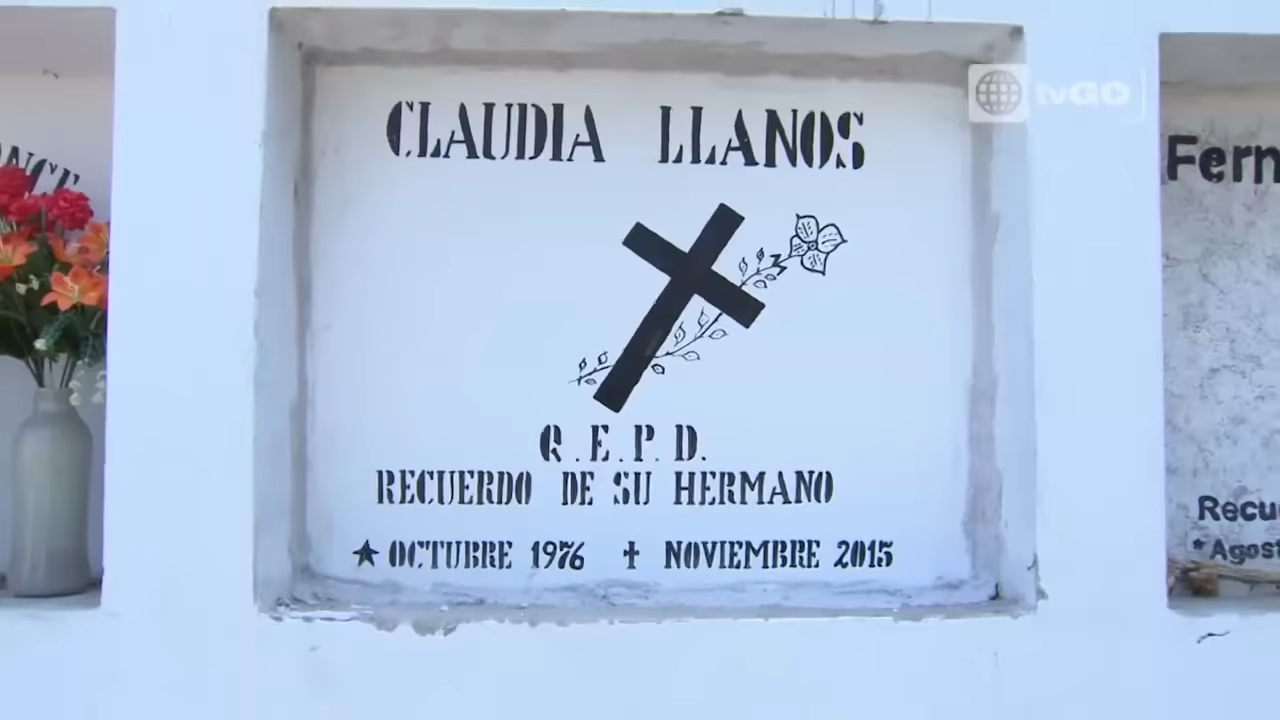 CLAUDIA LLANOS
Q.E.P.D.
RECUERDO DE SU HERMANO
★ OCTUBRE 1976 ✝ NOVIEMBRE 2015
tvGO
Fern
Recu
* Agost